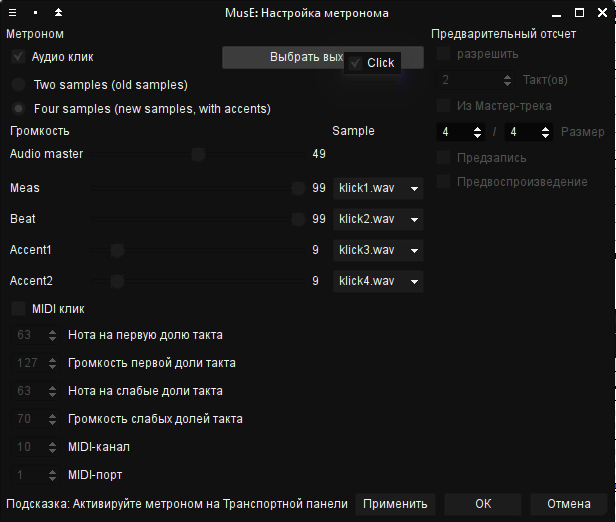 MusE: Настройка метронома
Метроном
Аудио клик
Выбрать вых
Click
Two samples (old samples)
Four samples (new samples, with accents)
Громкость Sample
Audio master 49
Meas 99 klick1.wav
Beat 99 klick2.wav
Accent1 9 klick3.wav
Accent2 9 klick4.wav
MIDI клик
63 Нота на первую долю такта
127 Громкость первой доли такта
63 Нота на слабые доли такта
70 Громкость слабых долей такта
10 MIDI-канал
1 MIDI-порт
Предварительный отсчет
разрешить
2 Такт(ов)
Из Мастер-трека
4 / 4 Размер
Предзапись
Предвоспроизведение
Подсказка: Активируйте метроном на Транспортной панели Применить OK Отмена